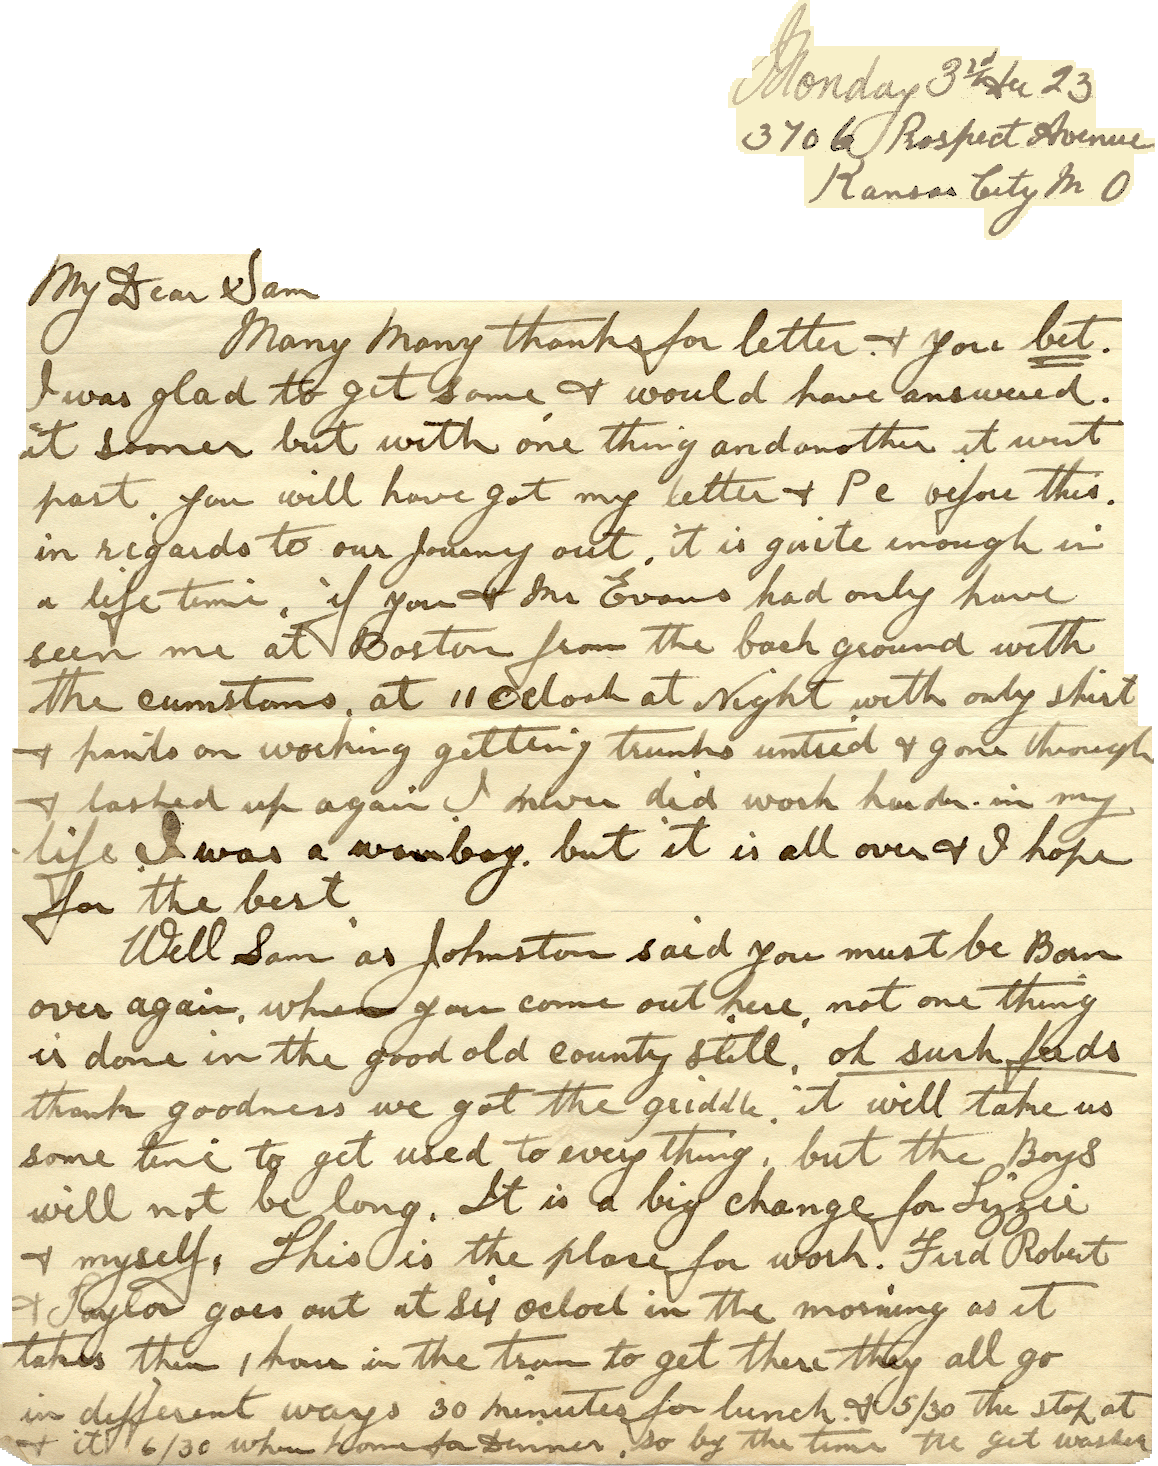 Monday 3rd Dec 23
3706 Prospect Avenue
Kansas City M O
My Dear Sam
Many Many thanks for letter. & you bet.
I was glad to get same & would have answered.
it sooner but with one thing and another it went
past. you will have got my letter & P c before this.
in regards to our journey out, it is quite enough in
a life time, if you & Mr Evans had only have
seen me at Boston from the back ground with
the cumstans, at 11 oclock at Night with only shirt
& pants on working getting trunks untied & gone through
& lashed up again I never did work harder in my
life I was a wom boy. but it is all over & I hope
for the best
Well Sam as Johnston said you must be Born
over again, when you come out here, not one thing
is done in the good old county still, oh such feeds
thank goodness we got the griddle, it will take us
some time to get used to every thing, but the Boys
will not be long. It is a big change for Lizzie
& myself, This is the place for work. Fred Robert
& Taylor goes out at Six oclock in the morning as it
takes them 1 hour in the tram to get there they all go
in different ways 30 minutes for lunch & 5/30 the stop at
& it 6/30 when home for Dinner, so by the time the get washed